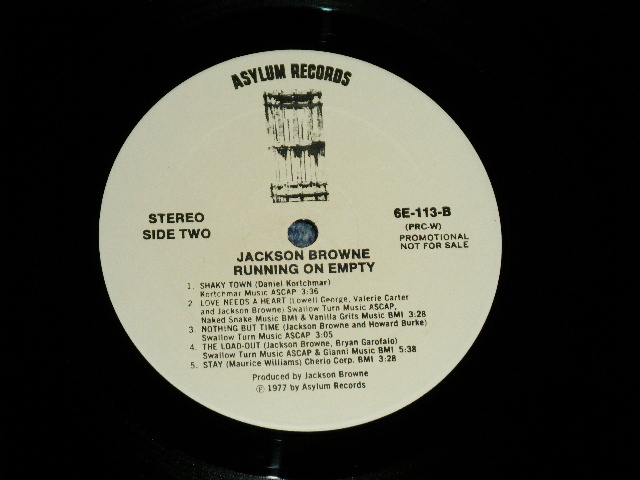 ASYLUM RECORDS
STEREO
SIDE TWO
6E-113-B
(PRC-W)
PROMOTIONAL
NOT FOR SALE
JACKSON BROWNE
RUNNING ON EMPTY
1. SHAKY TOWN (Daniel Kortchmar)
Kortchmar Music ASCAP 3:36
2. LOVE NEEDS A HEART (Lowell George, Valerie Carter
and Jackson Browne) Swallow Turn Music ASCAP,
Naked Snake Music BMI & Vanilla Grits Music BMI 3:28
3. NOTHING BUT TIME (Jackson Browne and Howard Burke)
Swallow Turn Music ASCAP 3:05
4. THE LOAD-OUT (Jackson Browne, Bryan Garofalo)
Swallow Turn Music ASCAP & Gianni Music BMI 5:38
5. STAY (Maurice Williams) Cherio Corp. BMI 3:28
Produced by Jackson Browne
℗ 1977 by Asylum Records